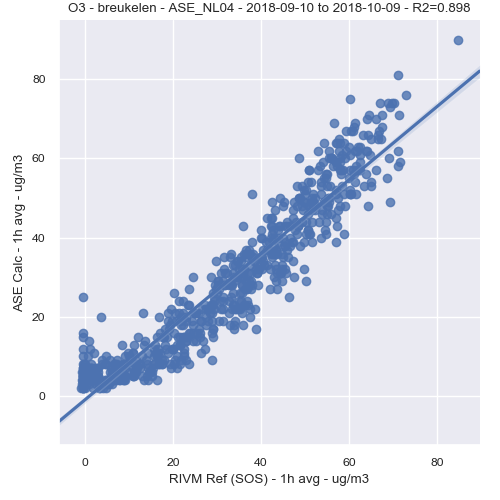 O3 - breukelen - ASE_NL04 - 2018-09-10 to 2018-10-09 - R2=0.898
80
60
40
20
0
ASE Calc - 1h avg - ug/m3
0 20 40 60 80
RIVM Ref (SOS) - 1h avg - ug/m3